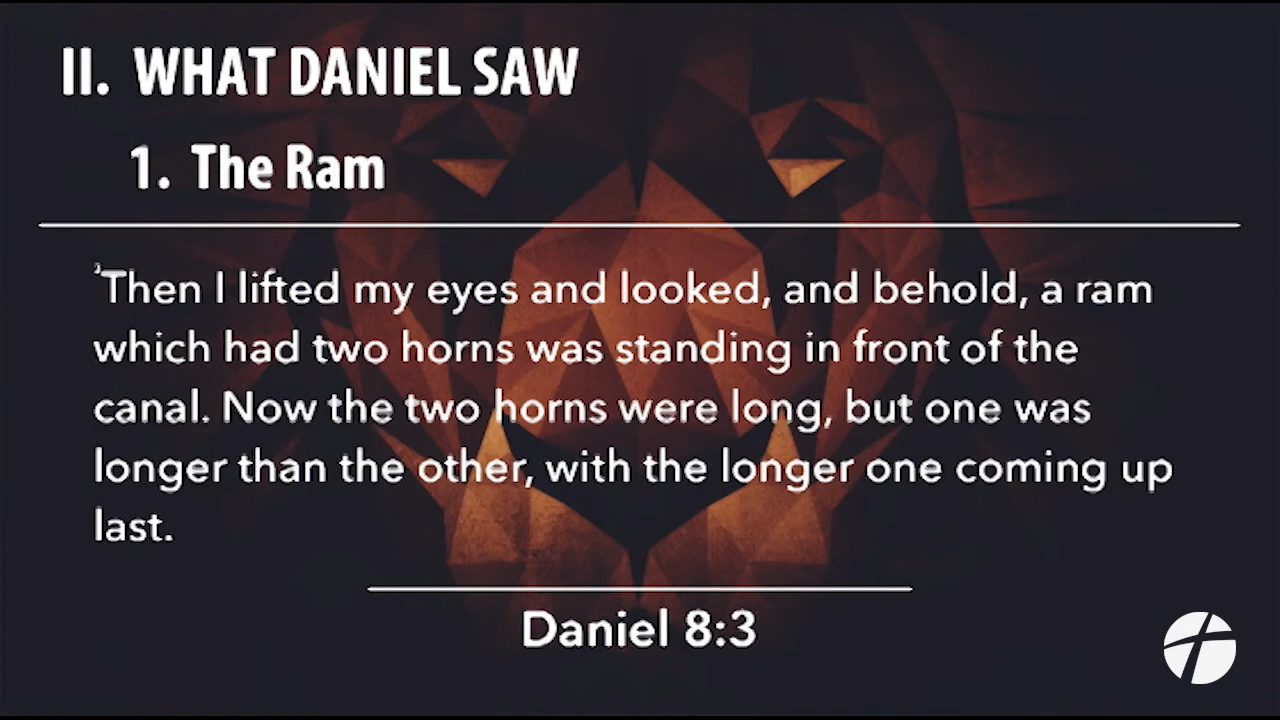 II. WHAT DANIEL SAW
1. The Ram
³Then I lifted my eyes and looked, and behold, a ram
which had two horns was standing in front of the
canal. Now the two horns were long, but one was
longer than the other, with the longer one coming up
last.
Daniel 8:3